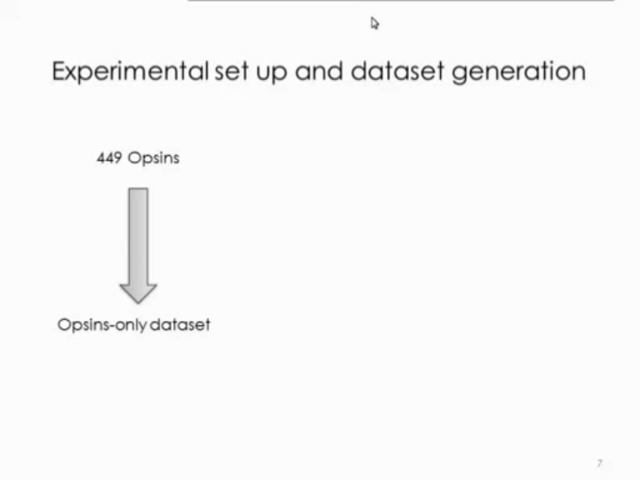 Experimental set up and dataset generation
449 Opsins
Opsins-only dataset
7